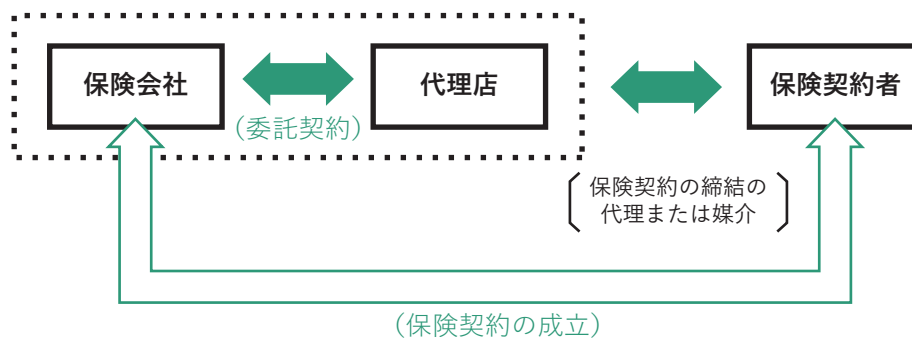 保険会社
代理店
保険契約者
（委託契約）
保険契約の締結の
代理または媒介
（保険契約の成立）